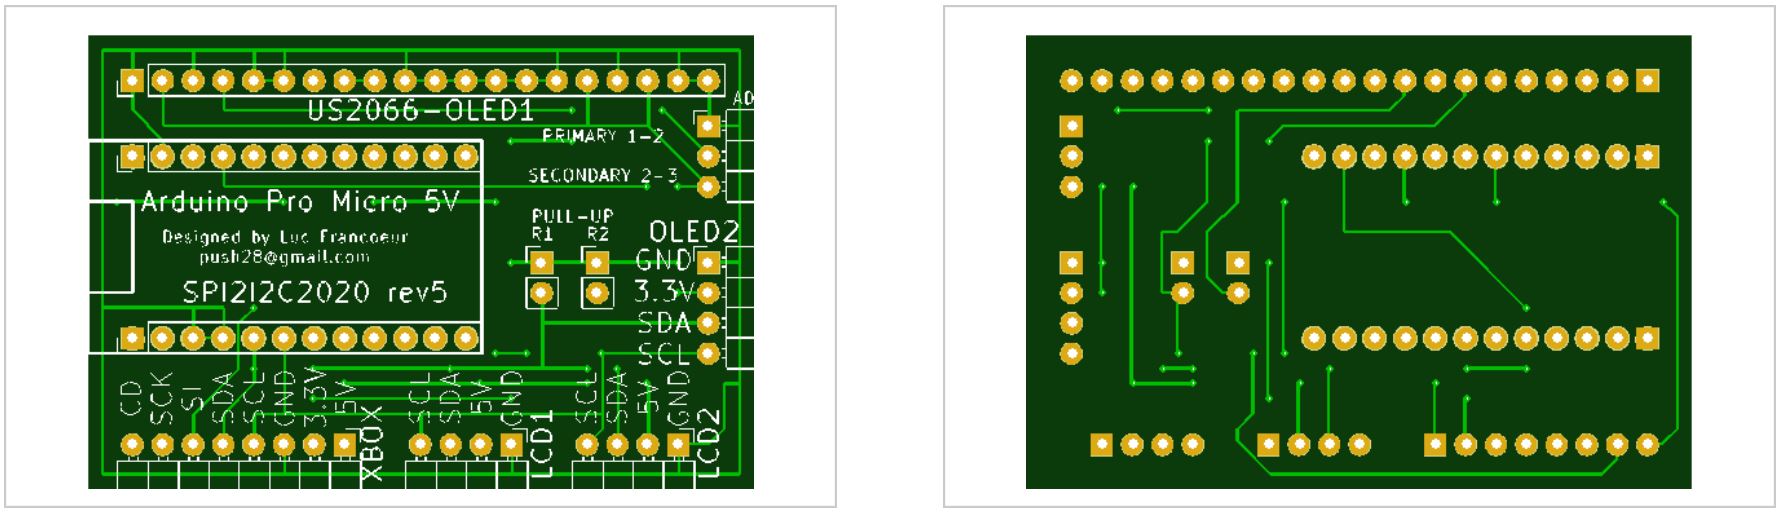 US2066-OLED1
AD
PRIMARY 1-2
SECONDARY 2-3
Arduino Pro Micro 5V
Designed by Luc Francoeur
push28@gmail.com
SPI2I2C2020 rev5
PULL-UP
R1 R2
OLED2
GND
3.3V
SDA
SCL
CD SCK SI SDA SCL GND 3.3V 5V
XBOX
SCL SDA 5V GND
LCD1
SCL SDA 5V GND
LCD2